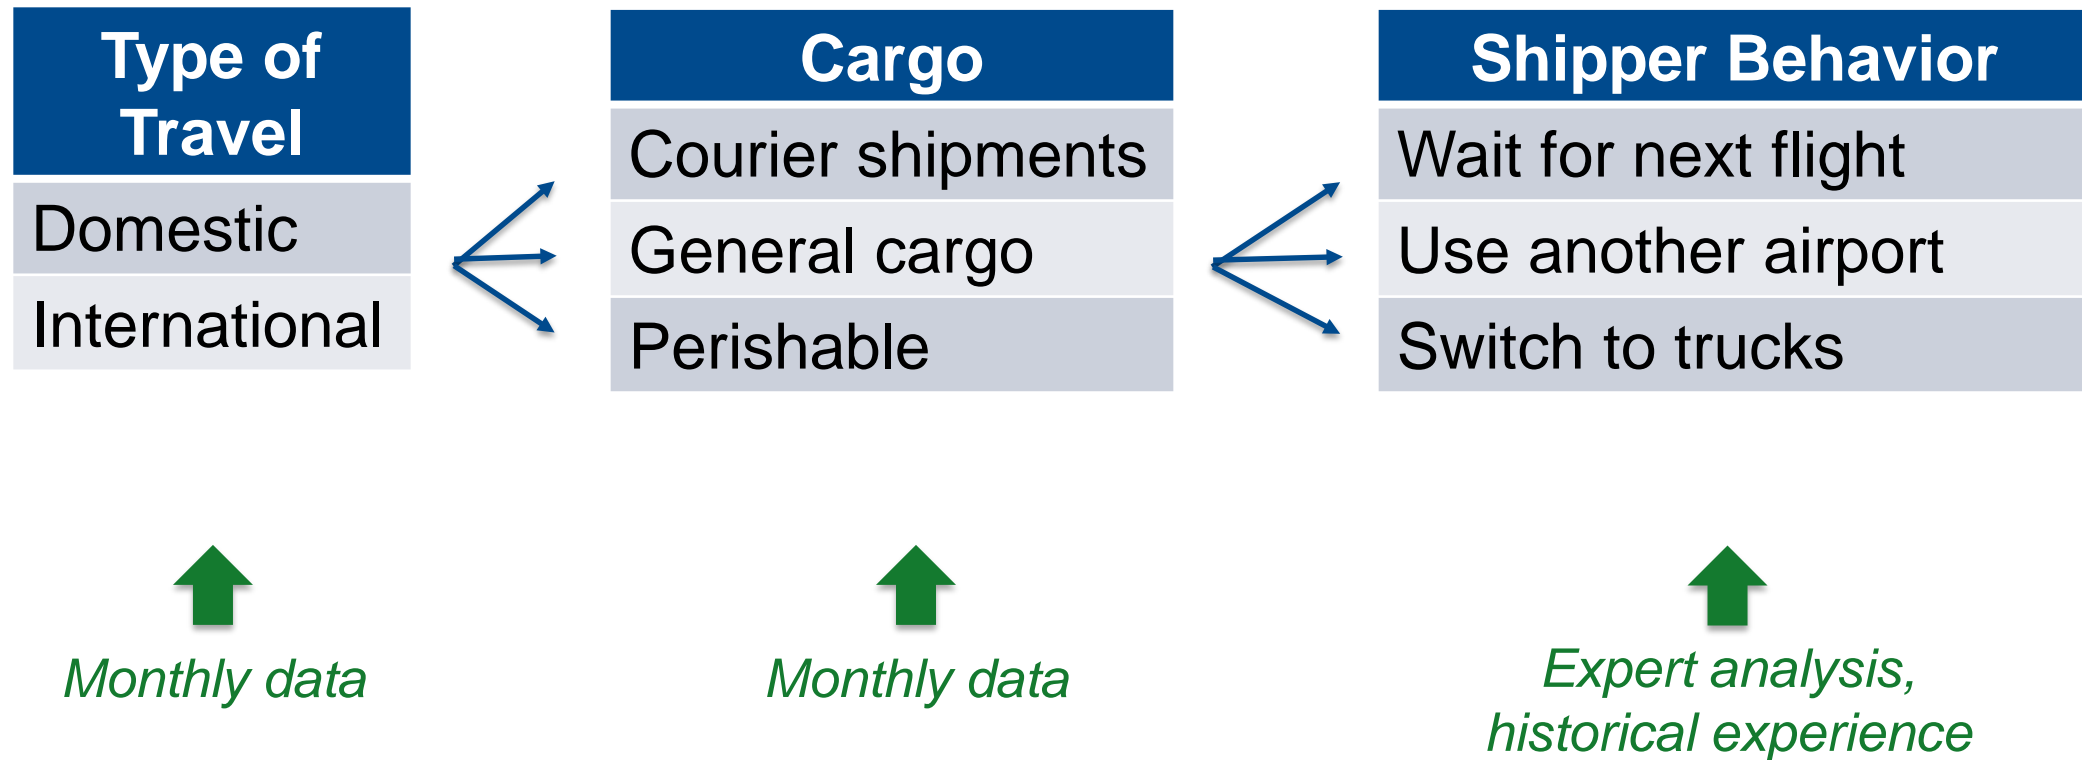 Type of
Travel
Domestic
International
Cargo
Courier shipments
General cargo
Perishable
Shipper Behavior
Wait for next flight
Use another airport
Switch to trucks
Monthly data
Monthly data
Expert analysis,
historical experience